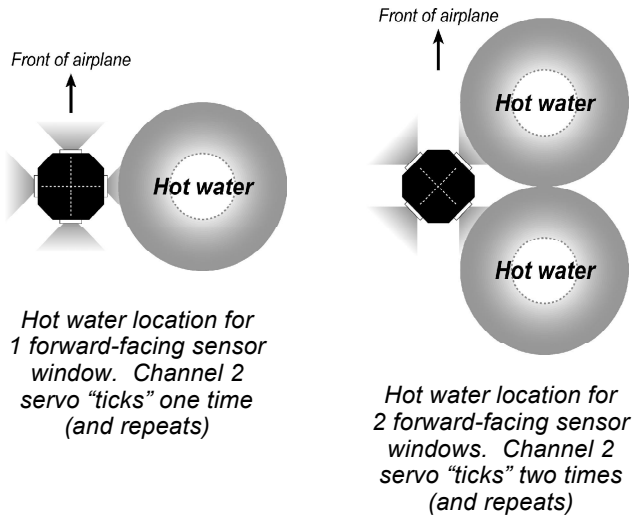 Front of airplane
Hot water
Hot water location for
1 forward-facing sensor
window.  Channel 2
servo “ticks” one time
(and repeats)
Front of airplane
Hot water
Hot water
Hot water location for
2 forward-facing sensor
windows.  Channel 2
servo “ticks” two times
(and repeats)